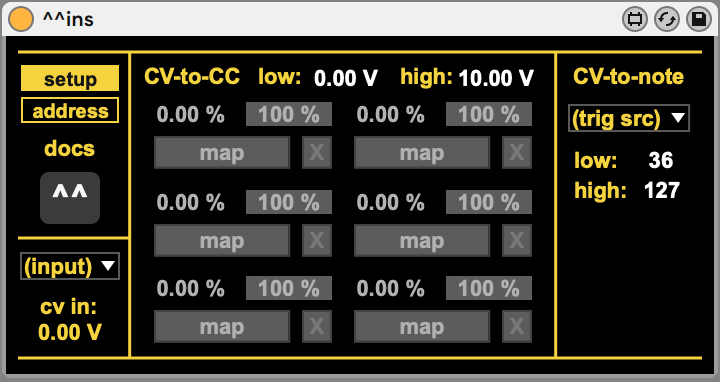 ^^ins
setup
address
docs
^^
(input)
cv in:
0.00 V
CV-to-CC low: 0.00 V high: 10.00 V
0.00 % 100 % 0.00 % 100 %
map X map X
0.00 % 100 % 0.00 % 100 %
map X map X
0.00 % 100 % 0.00 % 100 %
map X map X
CV-to-note
(trig src)
low: 36
high: 127